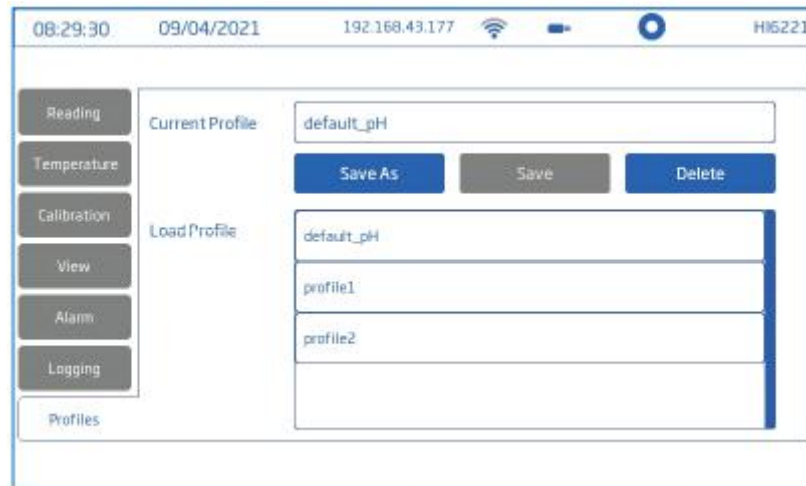 08:29:30 09/04/2021 192.168.43.177 HI6221
Reading
Current Profile default_pH
Temperature
Save As Save Delete
Calibration
Load Profile default_pH
View
profile1
Alarm
profile2
Logging
Profiles